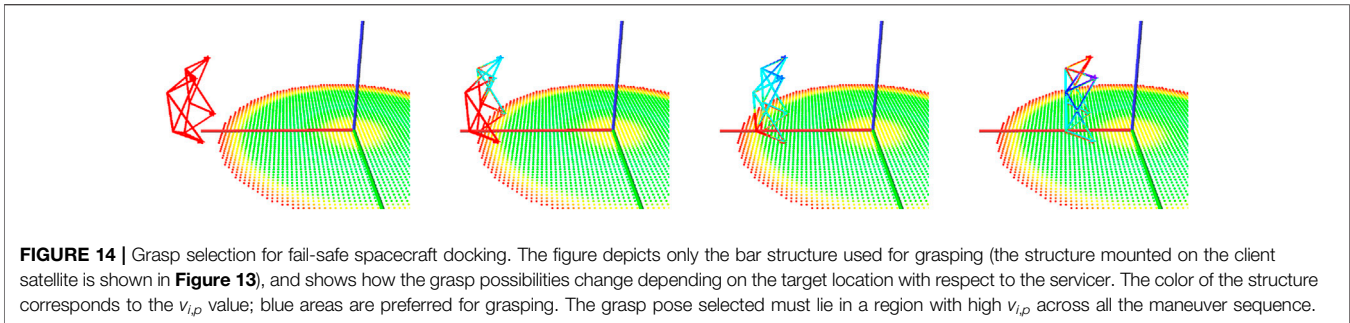 FIGURE 14 | Grasp selection for fail-safe spacecraft docking. The figure depicts only the bar structure used for grasping (the structure mounted on the client
satellite is shown in Figure 13), and shows how the grasp possibilities change depending on the target location with respect to the servicer. The color of the structure
corresponds to the vi,p value; blue areas are preferred for grasping. The grasp pose selected must lie in a region with high vi,p across all the maneuver sequence.